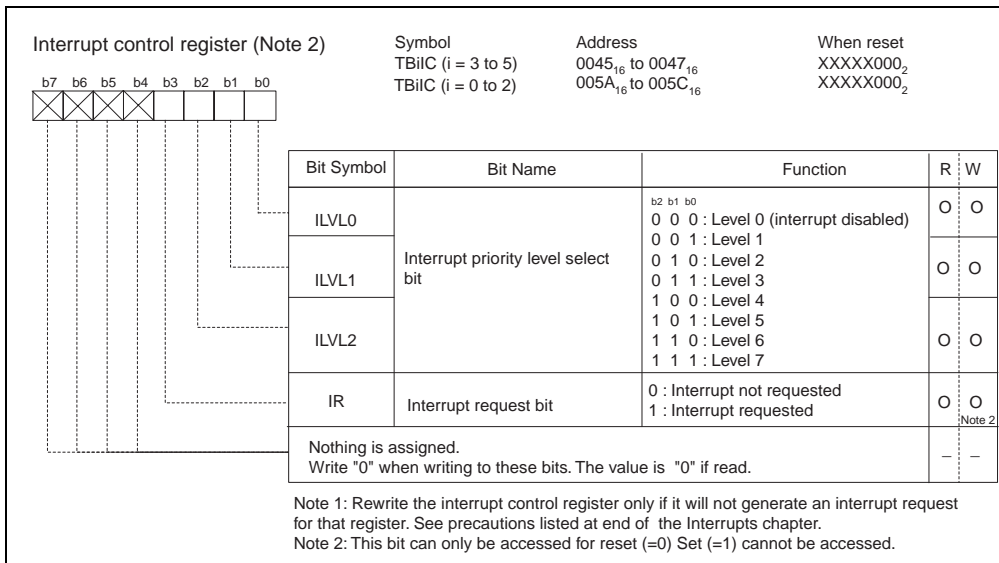 Interrupt control register (Note 2)
Symbol Address When reset
TBiIC (i = 3 to 5) 0045₁₆ to 0047₁₆ XXXXX000₂
TBiIC (i = 0 to 2) 005A₁₆ to 005C₁₆ XXXXX000₂
b7 b6 b5 b4 b3 b2 b1 b0
Bit Symbol Bit Name Function R W
ILVL0
ILVL1
ILVL2
Interrupt priority level select
bit
b2 b1 b0
0 0 0 : Level 0 (interrupt disabled)
0 0 1 : Level 1
0 1 0 : Level 2
0 1 1 : Level 3
1 0 0 : Level 4
1 0 1 : Level 5
1 1 0 : Level 6
1 1 1 : Level 7
O O
O O
O O
IR Interrupt request bit
0 : Interrupt not requested
1 : Interrupt requested
O O
Note 2
Nothing is assigned.
Write "0" when writing to these bits. The value is "0" if read.
– –
Note 1: Rewrite the interrupt control register only if it will not generate an interrupt request
for that register. See precautions listed at end of the Interrupts chapter.
Note 2: This bit can only be accessed for reset (=0) Set (=1) cannot be accessed.